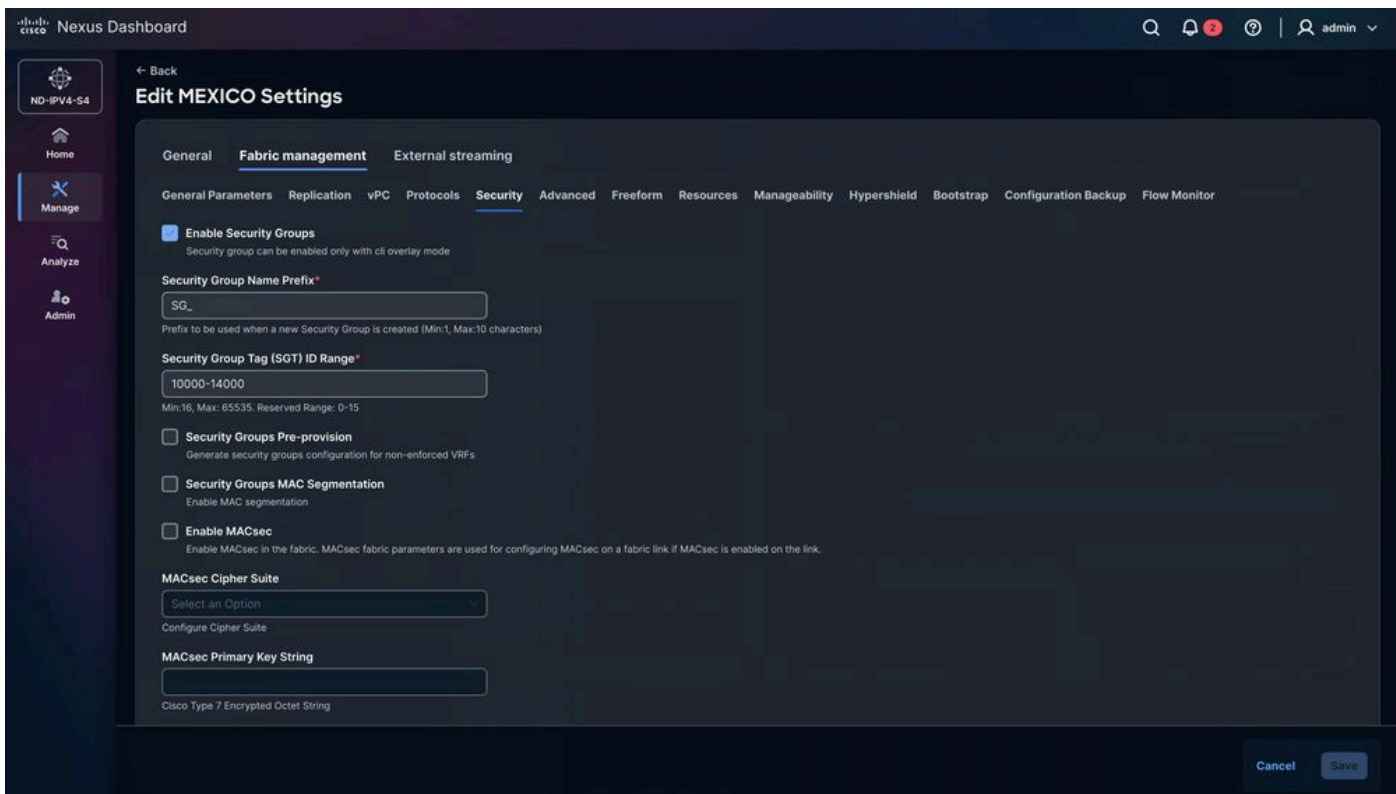 cisco Nexus Dashboard 2 admin
ND-IPV4-S4
Home
Manage
Analyze
Admin
← Back
Edit MEXICO Settings
General Fabric management External streaming
General Parameters Replication vPC Protocols Security Advanced Freeform Resources Manageability Hypershield Bootstrap Configuration Backup Flow Monitor
Enable Security Groups
Security group can be enabled only with cli overlay mode
Security Group Name Prefix*
SG_
Prefix to be used when a new Security Group is created (Min:1, Max:10 characters)
Security Group Tag (SGT) ID Range*
10000-14000
Min:16, Max: 65535. Reserved Range: 0-15
Security Groups Pre-provision
Generate security groups configuration for non-enforced VRFs
Security Groups MAC Segmentation
Enable MAC segmentation
Enable MACsec
Enable MACsec in the fabric. MACsec fabric parameters are used for configuring MACsec on a fabric link if MACsec is enabled on the link.
MACsec Cipher Suite
Select an Option
Configure Cipher Suite
MACsec Primary Key String
Cisco Type 7 Encrypted Octet String
Cancel Save